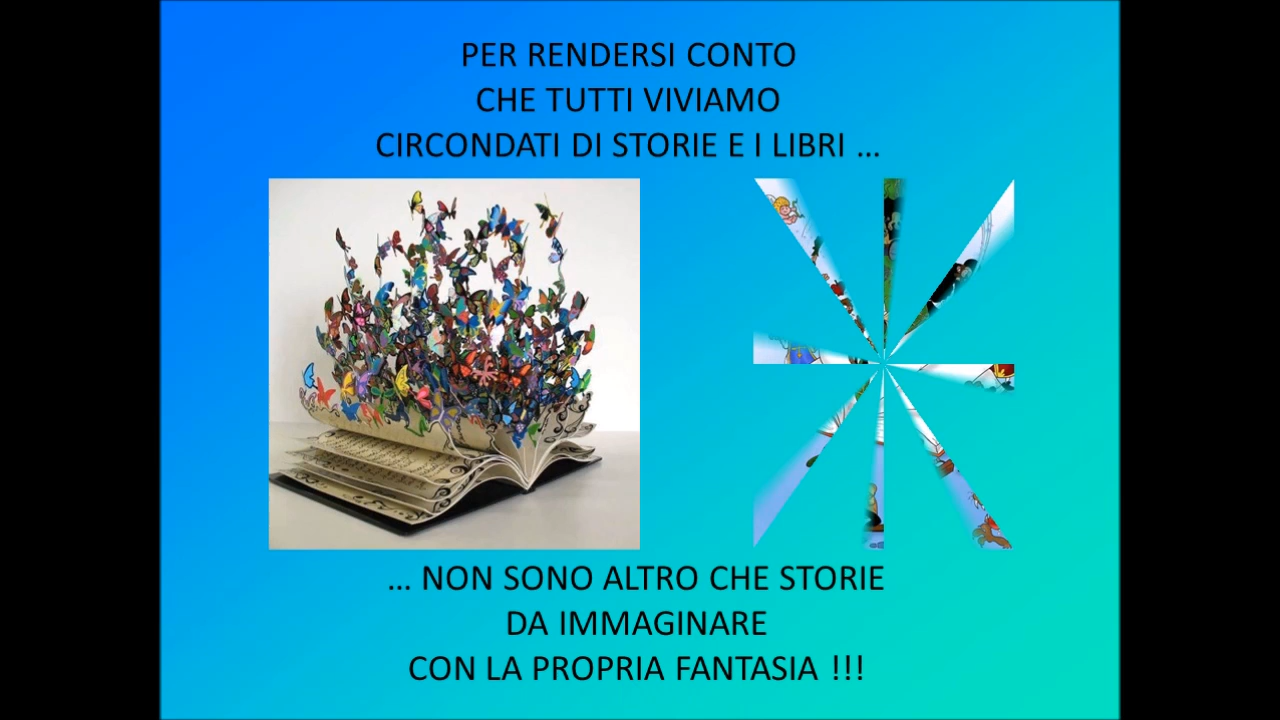 PER RENDERSI CONTO
CHE TUTTI VIVIAMO
CIRCONDATI DI STORIE E I LIBRI ...
... NON SONO ALTRO CHE STORIE
DA IMMAGINARE
CON LA PROPRIA FANTASIA !!!